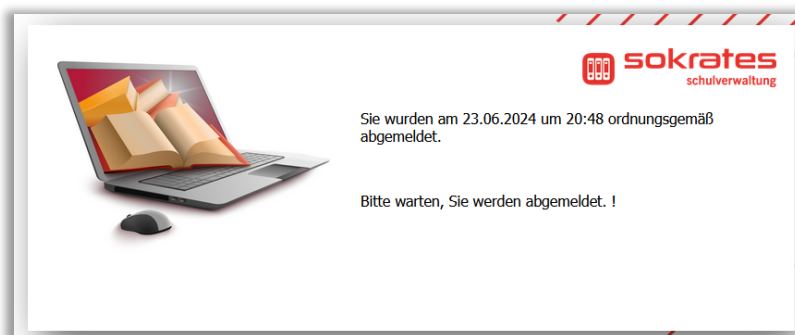 sokrates
schulverwaltung
Sie wurden am 23.06.2024 um 20:48 ordnungsgemäß
abgemeldet.
Bitte warten, Sie werden abgemeldet. !